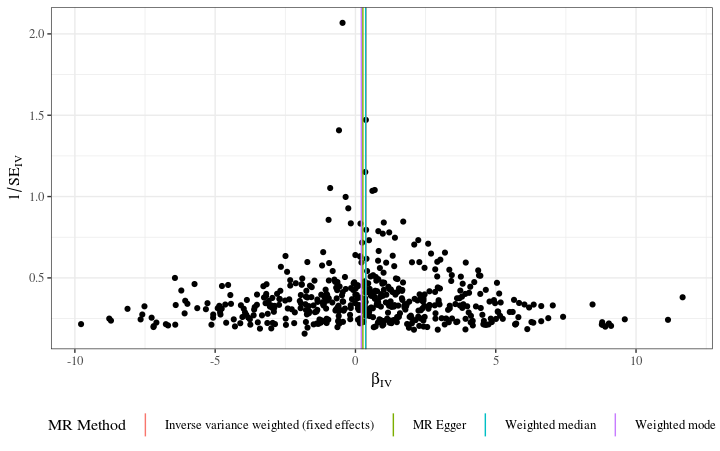 2.0
1.5
1.0
0.5
1/SE_IV
-10 -5 0 5 10
β_IV
MR Method Inverse variance weighted (fixed effects) MR Egger Weighted median Weighted mode